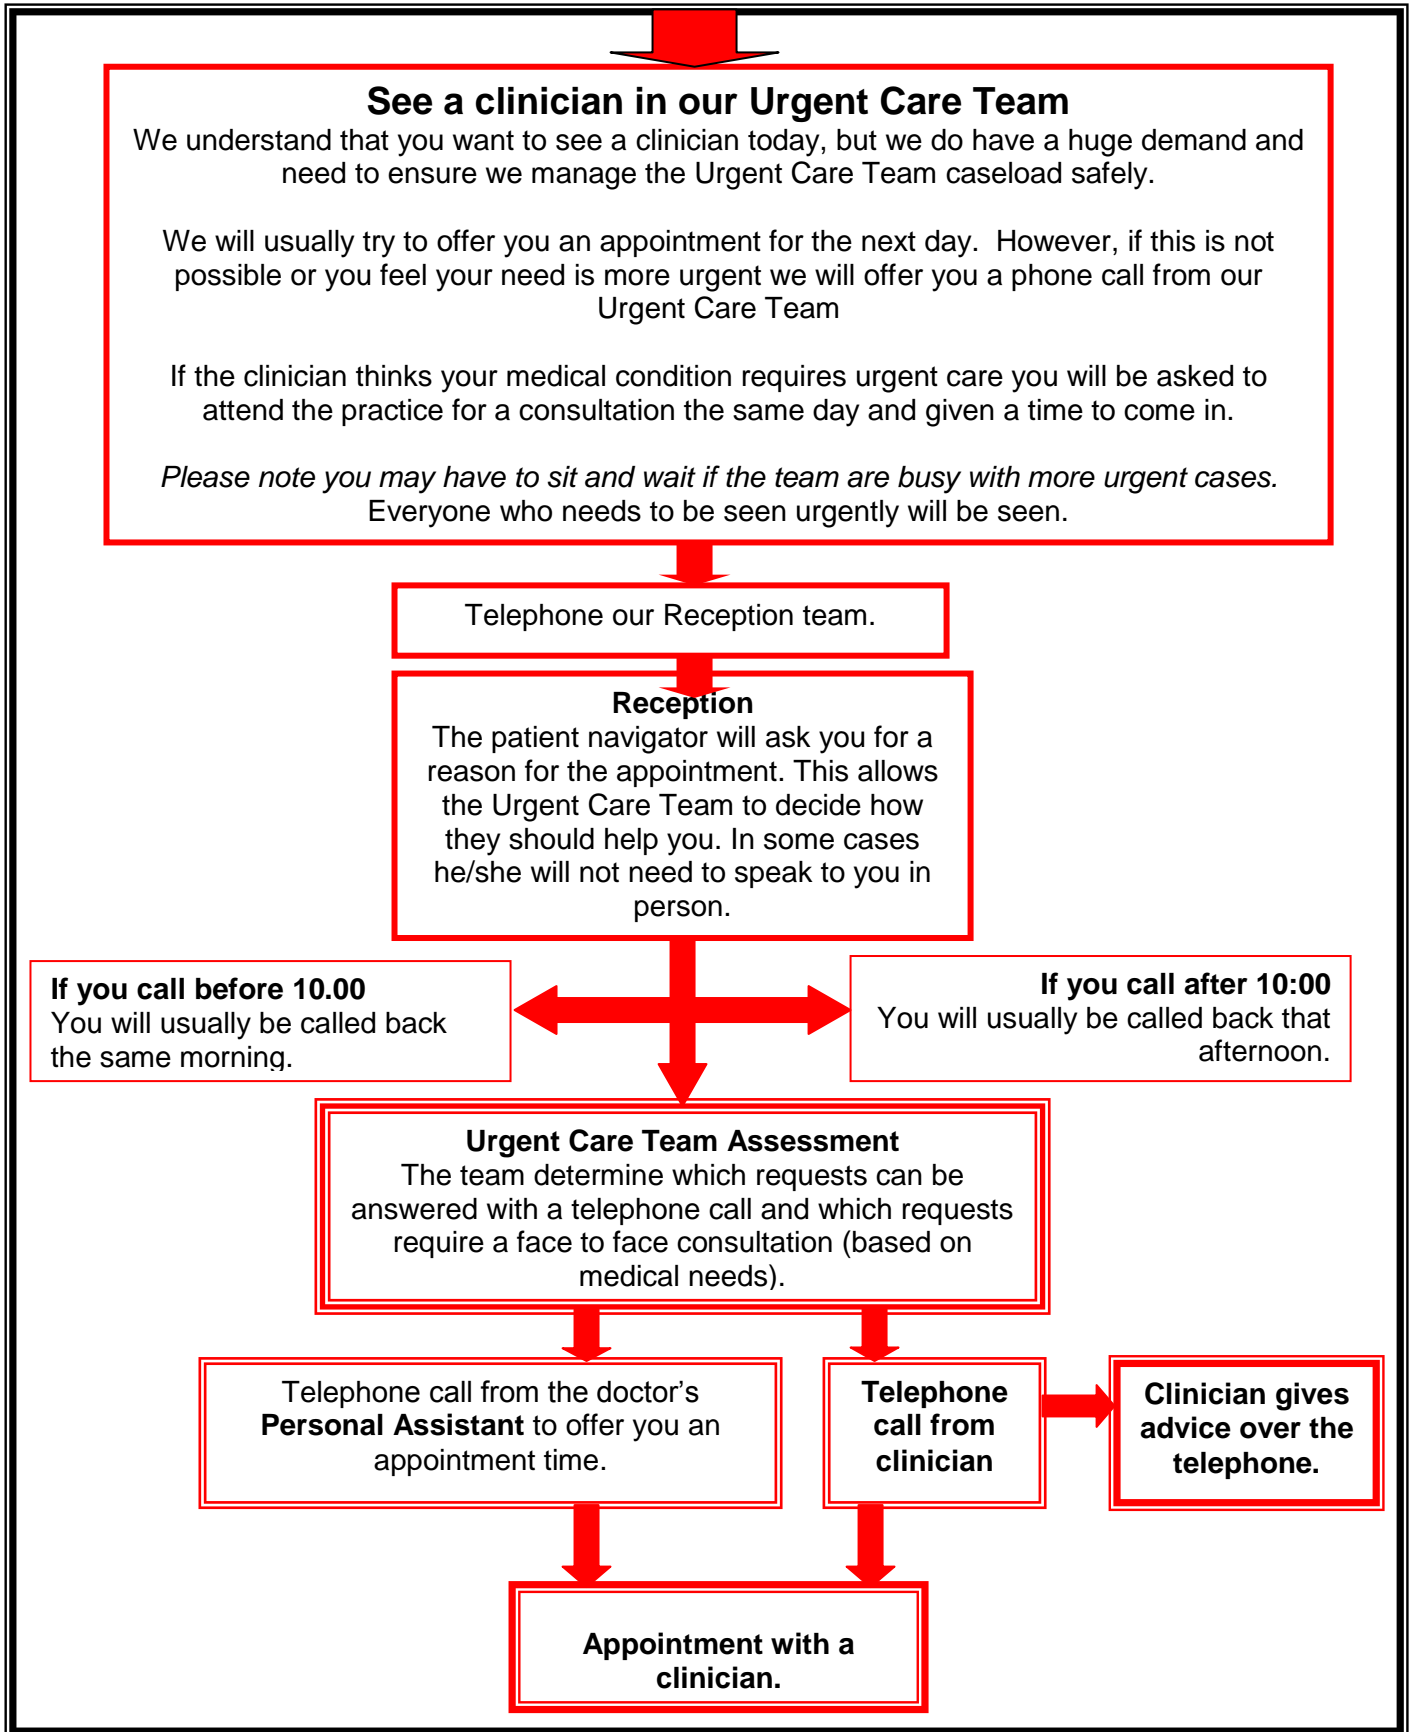 See a clinician in our Urgent Care Team
We understand that you want to see a clinician today, but we do have a huge demand and
need to ensure we manage the Urgent Care Team caseload safely.
We will usually try to offer you an appointment for the next day.  However, if this is not
possible or you feel your need is more urgent we will offer you a phone call from our
Urgent Care Team
If the clinician thinks your medical condition requires urgent care you will be asked to
attend the practice for a consultation the same day and given a time to come in.
Please note you may have to sit and wait if the team are busy with more urgent cases.
Everyone who needs to be seen urgently will be seen.
Telephone our Reception team.
Reception
The patient navigator will ask you for a
reason for the appointment. This allows
the Urgent Care Team to decide how
they should help you. In some cases
he/she will not need to speak to you in
person.
If you call before 10.00
You will usually be called back
the same morning.
If you call after 10:00
You will usually be called back that
afternoon.
Urgent Care Team Assessment
The team determine which requests can be
answered with a telephone call and which requests
require a face to face consultation (based on
medical needs).
Telephone call from the doctor's
Personal Assistant to offer you an
appointment time.
Telephone
call from
clinician
Clinician gives
advice over the
telephone.
Appointment with a
clinician.